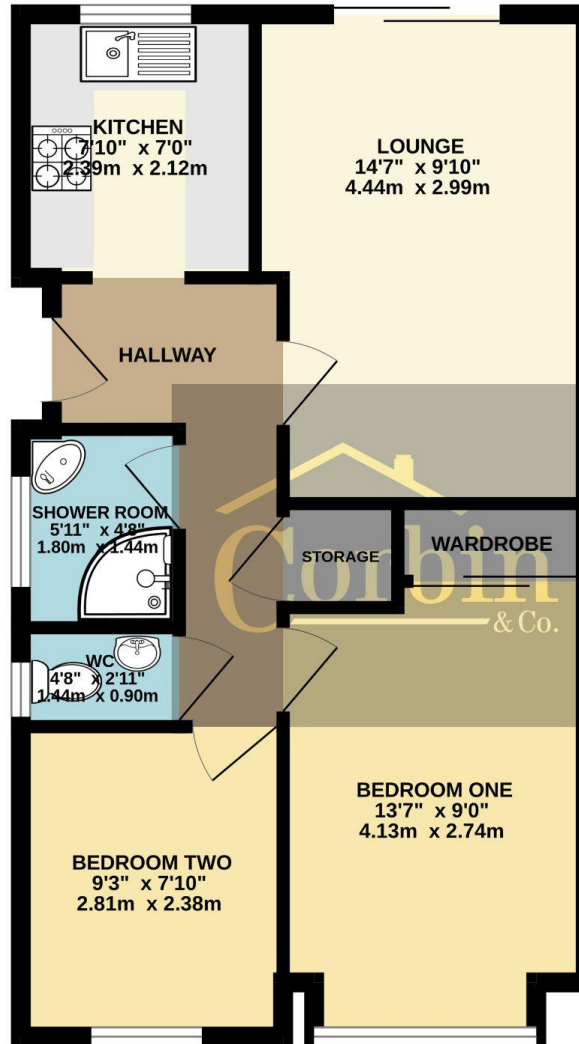 KITCHEN
7'10" x 7'0"
2.39m x 2.12m
LOUNGE
14'7" x 9'10"
4.44m x 2.99m
HALLWAY
SHOWER ROOM
5'11" x 4'8"
1.80m x 1.44m
STORAGE
WARDROBE
Corbin
& Co.
WC
4'8" x 2'11"
1.44m x 0.90m
BEDROOM ONE
13'7" x 9'0"
4.13m x 2.74m
BEDROOM TWO
9'3" x 7'10"
2.81m x 2.38m